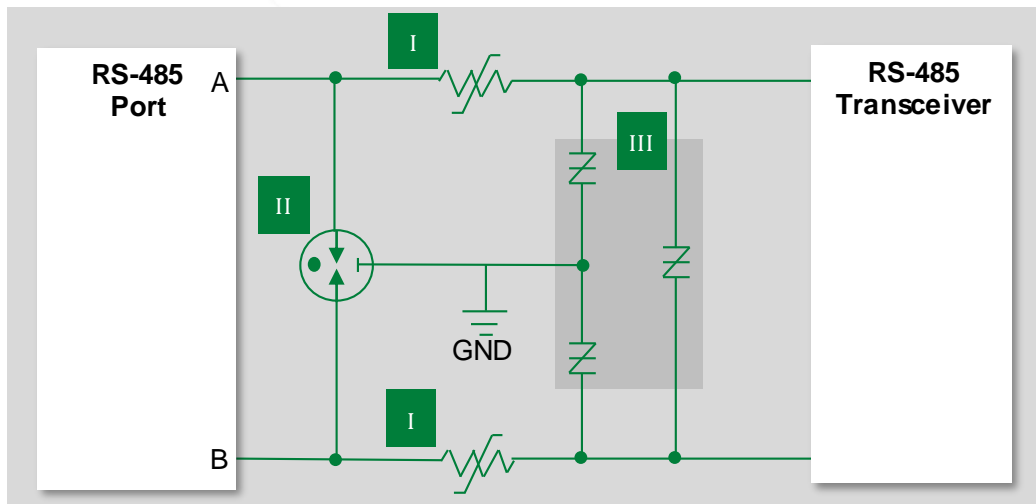 I
RS-485
Port
A
RS-485
Transceiver
III
II
GND
I
B